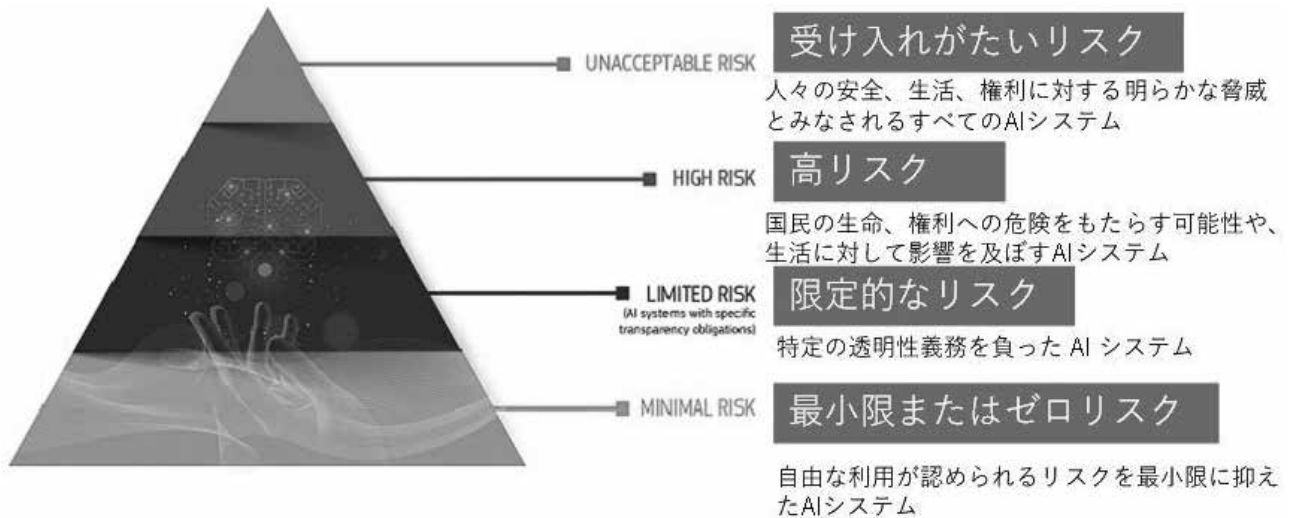 UNACCEPTABLE RISK
受け入れがたいリスク
人々の安全、生活、権利に対する明らかな脅威
とみなされるすべてのAIシステム
HIGH RISK
高リスク
国民の生命、権利への危険をもたらす可能性や、
生活に対して影響を及ぼすAIシステム
LIMITED RISK
(AI systems with specific
transparency obligations)
限定的なリスク
特定の透明性義務を負った AI システム
MINIMAL RISK
最小限またはゼロリスク
自由な利用が認められるリスクを最小限に抑え
たAIシステム